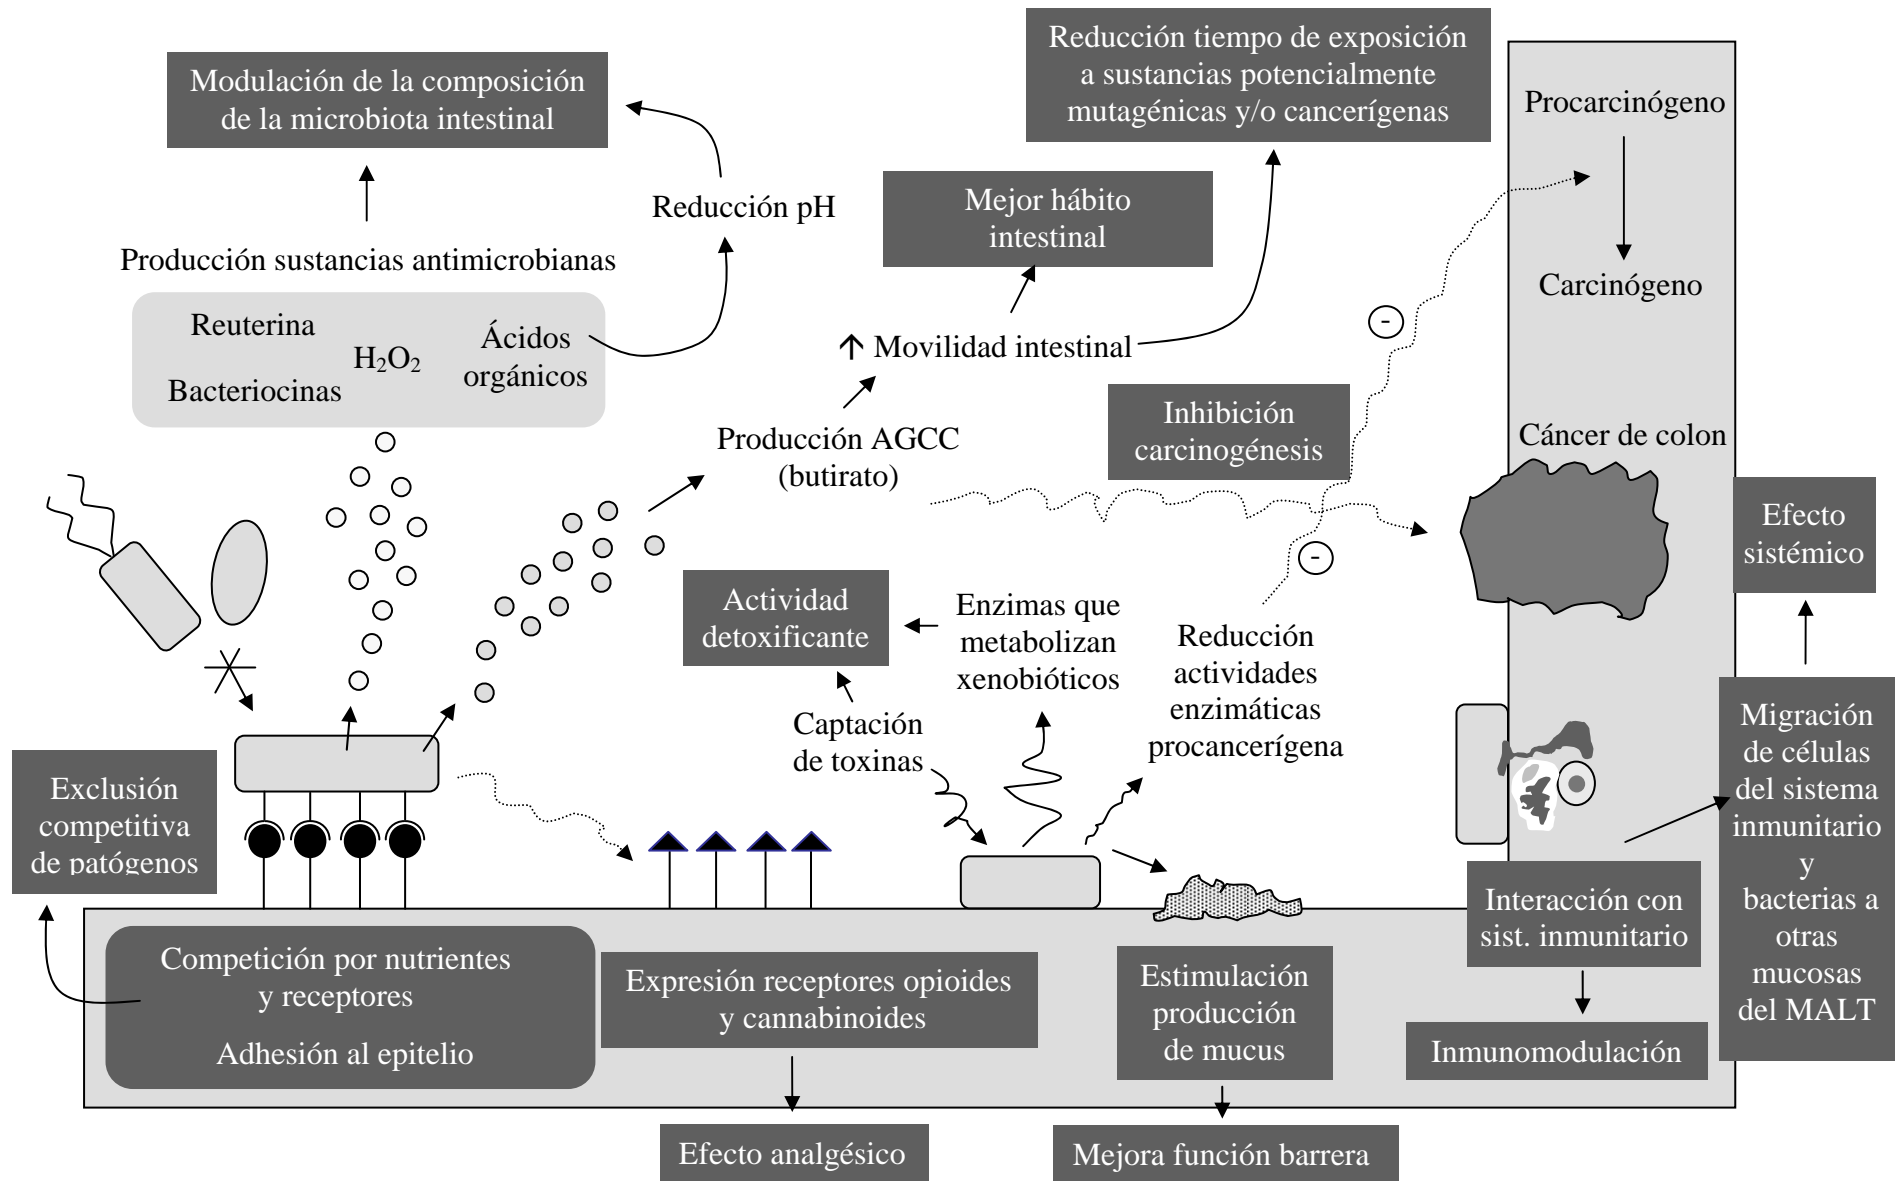 Modulación de la composición
de la microbiota intestinal
Reducción tiempo de exposición
a sustancias potencialmente
mutagénicas y/o cancerígenas
Procarcinógeno
Reducción pH
Mejor hábito
intestinal
Producción sustancias antimicrobianas
Carcinógeno
Reuterina
H₂O₂
Bacteriocinas
Ácidos
orgánicos
↑ Movilidad intestinal
-
Inhibición
carcinogénesis
Producción AGCC
(butirato)
Cáncer de colon
Efecto
sistémico
-
Actividad
detoxificante
Enzimas que
metabolizan
xenobióticos
Reducción
actividades
enzimáticas
procancerígena
Captación
de toxinas
Migración
de células
del sistema
inmunitario
y
bacterias a
otras
mucosas
del MALT
Exclusión
competitiva
de patógenos
Interacción con
sist. inmunitario
Competición por nutrientes
y receptores
Adhesión al epitelio
Expresión receptores opioides
y cannabinoides
Estimulación
producción
de mucus
Inmunomodulación
Efecto analgésico
Mejora función barrera